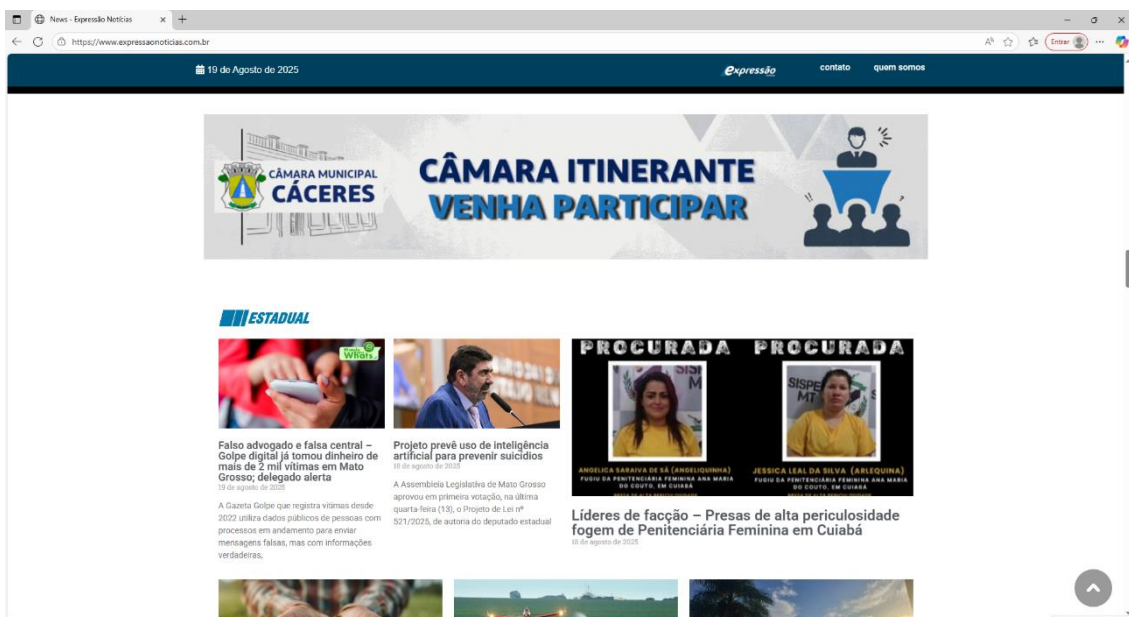 News - Expressão Notícias
https://www.expressaonoticias.com.br
Entrar
19 de Agosto de 2025
expressão
contato
quem somos
CÂMARA MUNICIPAL
CÁCERES
CÂMARA ITINERANTE
VENHA PARTICIPAR
ESTADUAL
Whats
Falso advogado e falsa central –
Golpe digital já tomou dinheiro de
mais de 2 mil vítimas em Mato
Grosso; delegado alerta
19 de agosto de 2025
A Gazeta Golpe que registra vítimas desde
2022 utiliza dados públicos de pessoas com
processos em andamento para enviar
mensagens falsas, mas com informações
verdadeiras,
Projeto prevê uso de inteligência
artificial para prevenir suicídios
18 de agosto de 2025
A Assembleia Legislativa de Mato Grosso
aprovou em primeira votação, na última
quarta-feira (13), o Projeto de Lei nº
521/2025, de autoria do deputado estadual
PROCURADA
PROCURADA
SISPE
MT
ANGELICA SARAIVA DE SÁ (ANGELIQUINHA)
FUGIU DA PENITENCIÁRIA FEMININA ANA MARIA
DO COUTO, EM CUIABÁ
JESSICA LEAL DA SILVA (ARLEQUINA)
FUGIU DA PENITENCIÁRIA FEMININA ANA MARIA
DO COUTO, EM CUIABÁ
Líderes de facção – Presas de alta periculosidade
fogem de Penitenciária Feminina em Cuiabá
18 de agosto de 2025